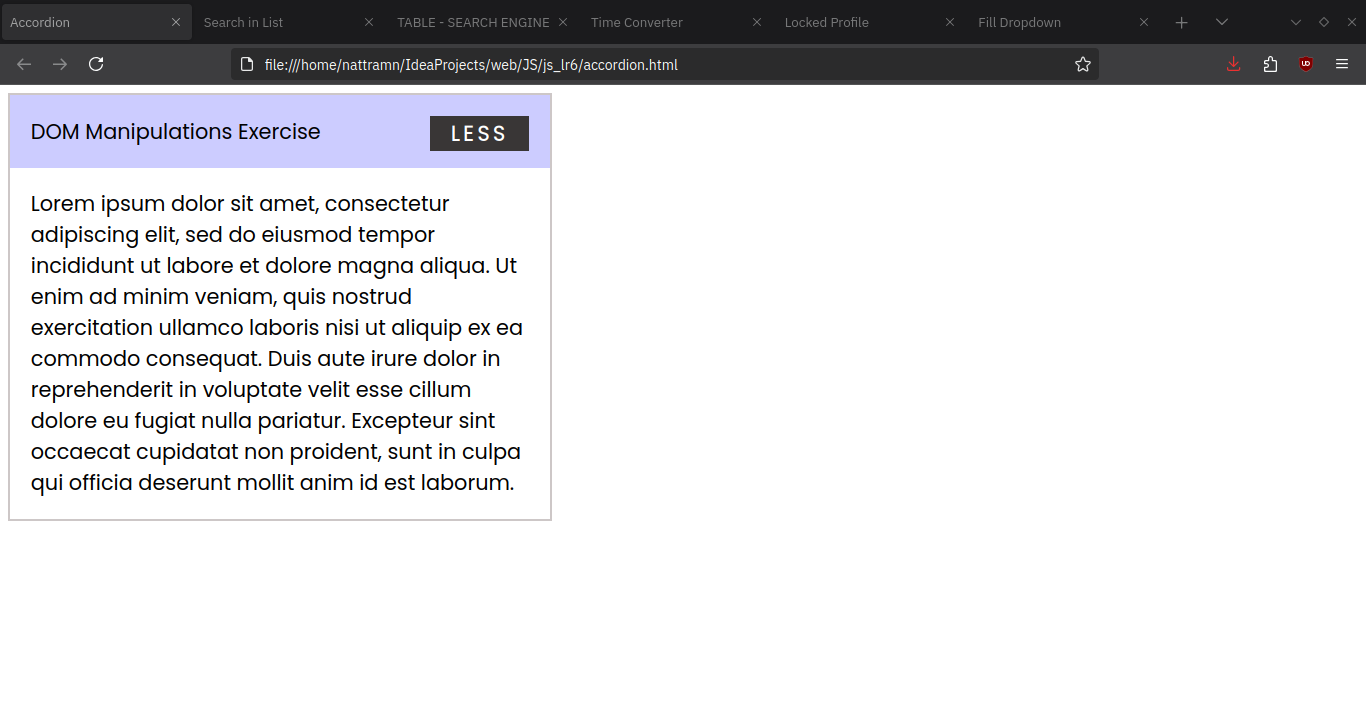 Accordion Search in List TABLE - SEARCH ENGINE Time Converter Locked Profile Fill Dropdown
file:///home/nattramn/IdeaProjects/web/JS/js_lr6/accordion.html
DOM Manipulations Exercise LESS
Lorem ipsum dolor sit amet, consectetur
adipiscing elit, sed do eiusmod tempor
incididunt ut labore et dolore magna aliqua. Ut
enim ad minim veniam, quis nostrud
exercitation ullamco laboris nisi ut aliquip ex ea
commodo consequat. Duis aute irure dolor in
reprehenderit in voluptate velit esse cillum
dolore eu fugiat nulla pariatur. Excepteur sint
occaecat cupidatat non proident, sunt in culpa
qui officia deserunt mollit anim id est laborum.